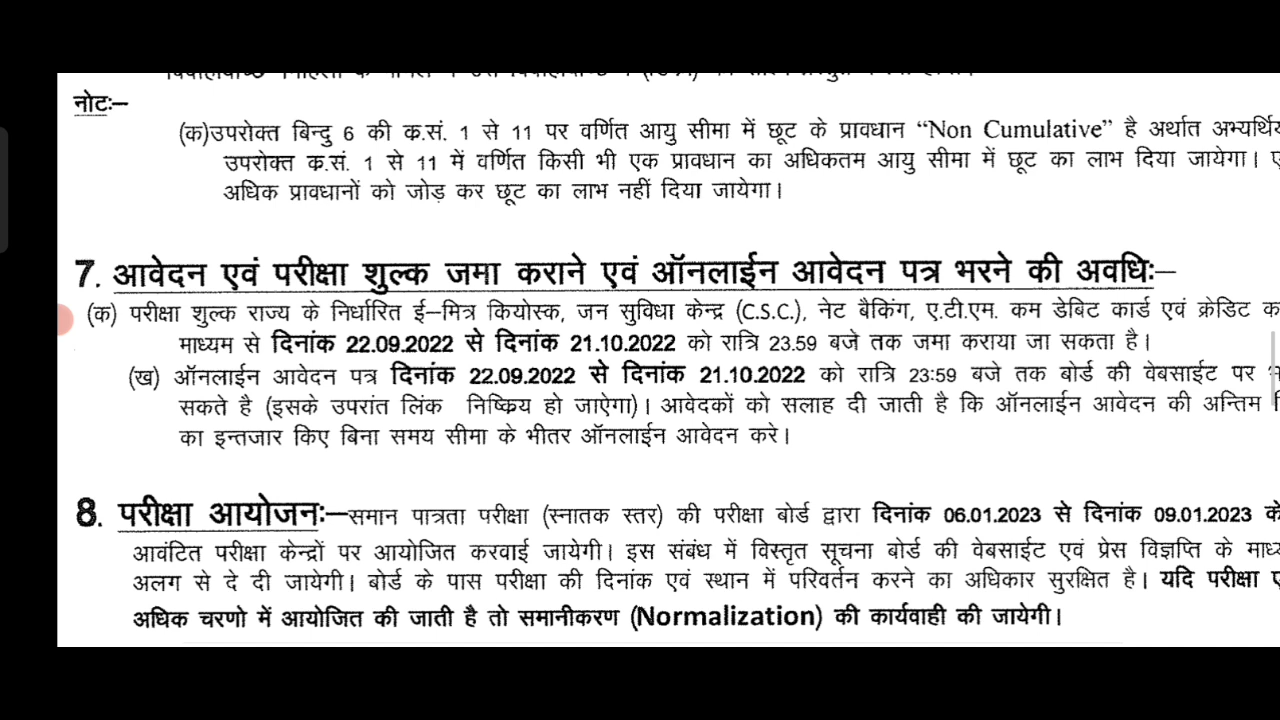 नोटः–
(क)उपरोक्त बिन्दु 6 की क्र.सं. 1 से 11 पर वर्णित आयु सीमा में छूट के प्रावधान “Non Cumulative” है अर्थात
उपरोक्त क्र.सं. 1 से 11 में वर्णित किसी भी एक प्रावधान का अधिकतम आयु सीमा में छूट का लाभ दिया जायेगा।
अधिक प्रावधानों को जोड़ कर छूट का लाभ नहीं दिया जायेगा।
7. आवेदन एवं परीक्षा शुल्क जमा कराने एवं ऑनलाईन आवेदन पत्र भरने की अवधिः–
(क) परीक्षा शुल्क राज्य के निर्धारित ई–मित्र कियोस्क, जन सुविधा केन्द्र (C.S.C.), नेट बैकिंग, ए.टी.एम. कम डेबिट कार्ड एवं क्रेडिट
माध्यम से दिनांक 22.09.2022 से दिनांक 21.10.2022 को रात्रि 23.59 बजे तक जमा कराया जा सकता है।
(ख) ऑनलाईन आवेदन पत्र दिनांक 22.09.2022 से दिनांक 21.10.2022 को रात्रि 23:59 बजे तक बोर्ड की वेबसाईट पर
सकते है (इसके उपरांत लिंक निष्क्रिय हो जाऐगा)। आवेदकों को सलाह दी जाती है कि ऑनलाईन आवेदन की अन्तिम
का इन्तजार किए बिना समय सीमा के भीतर ऑनलाईन आवेदन करे।
8. परीक्षा आयोजनः–समान पात्रता परीक्षा (स्नातक स्तर) की परीक्षा बोर्ड द्वारा दिनांक 06.01.2023 से दिनांक 09.01.2023 के
आवंटित परीक्षा केन्द्रों पर आयोजित करवाई जायेगी। इस संबंध में विस्तृत सूचना बोर्ड की वेबसाईट एवं प्रेस विज्ञप्ति के
अलग से दे दी जायेगी। बोर्ड के पास परीक्षा की दिनांक एवं स्थान में परिवर्तन करने का अधिकार सुरक्षित है। यदि परीक्षा
अधिक चरणो में आयोजित की जाती है तो समानीकरण (Normalization) की कार्यवाही की जायेगी।